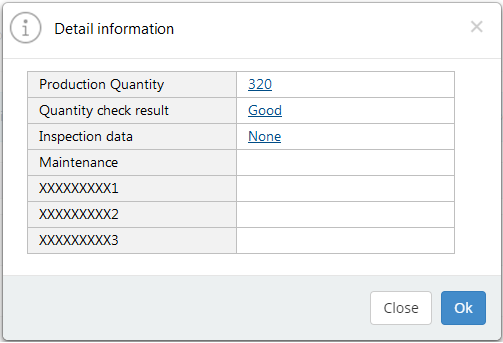 Detail information
Production Quantity 320
Quantity check result Good
Inspection data None
Maintenance
XXXXXXXXX1
XXXXXXXXX2
XXXXXXXXX3
Close Ok